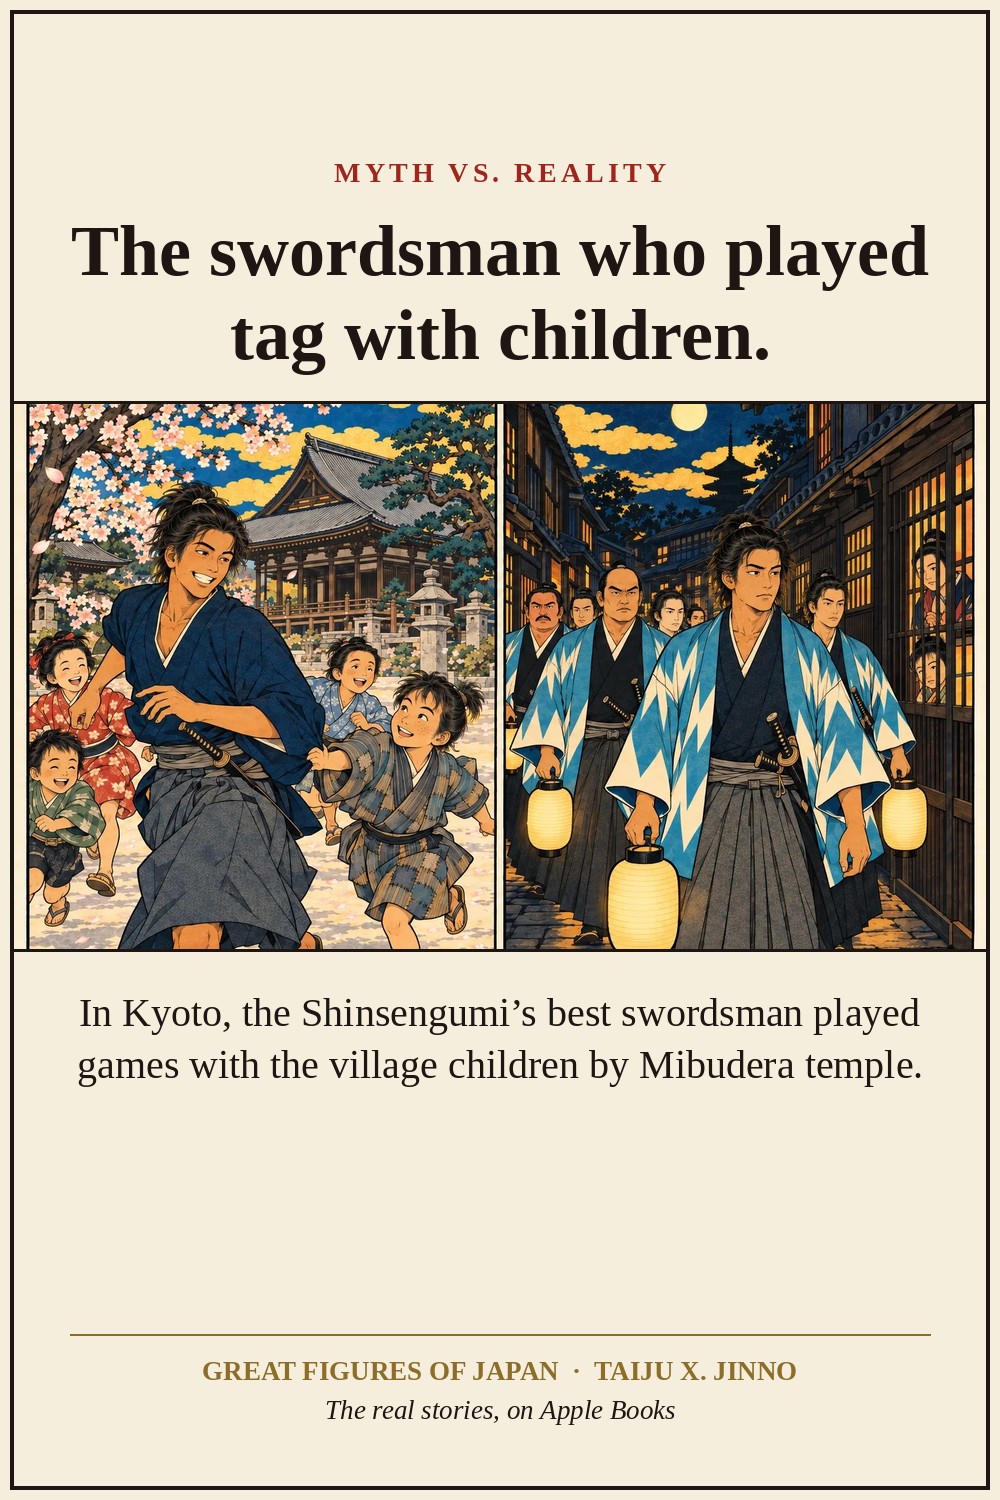 MYTH VS. REALITY
The swordsman who played
tag with children.
In Kyoto, the Shinsengumi’s best swordsman played
games with the village children by Mibudera temple.
GREAT FIGURES OF JAPAN · TAIJU X. JINNO
The real stories, on Apple Books